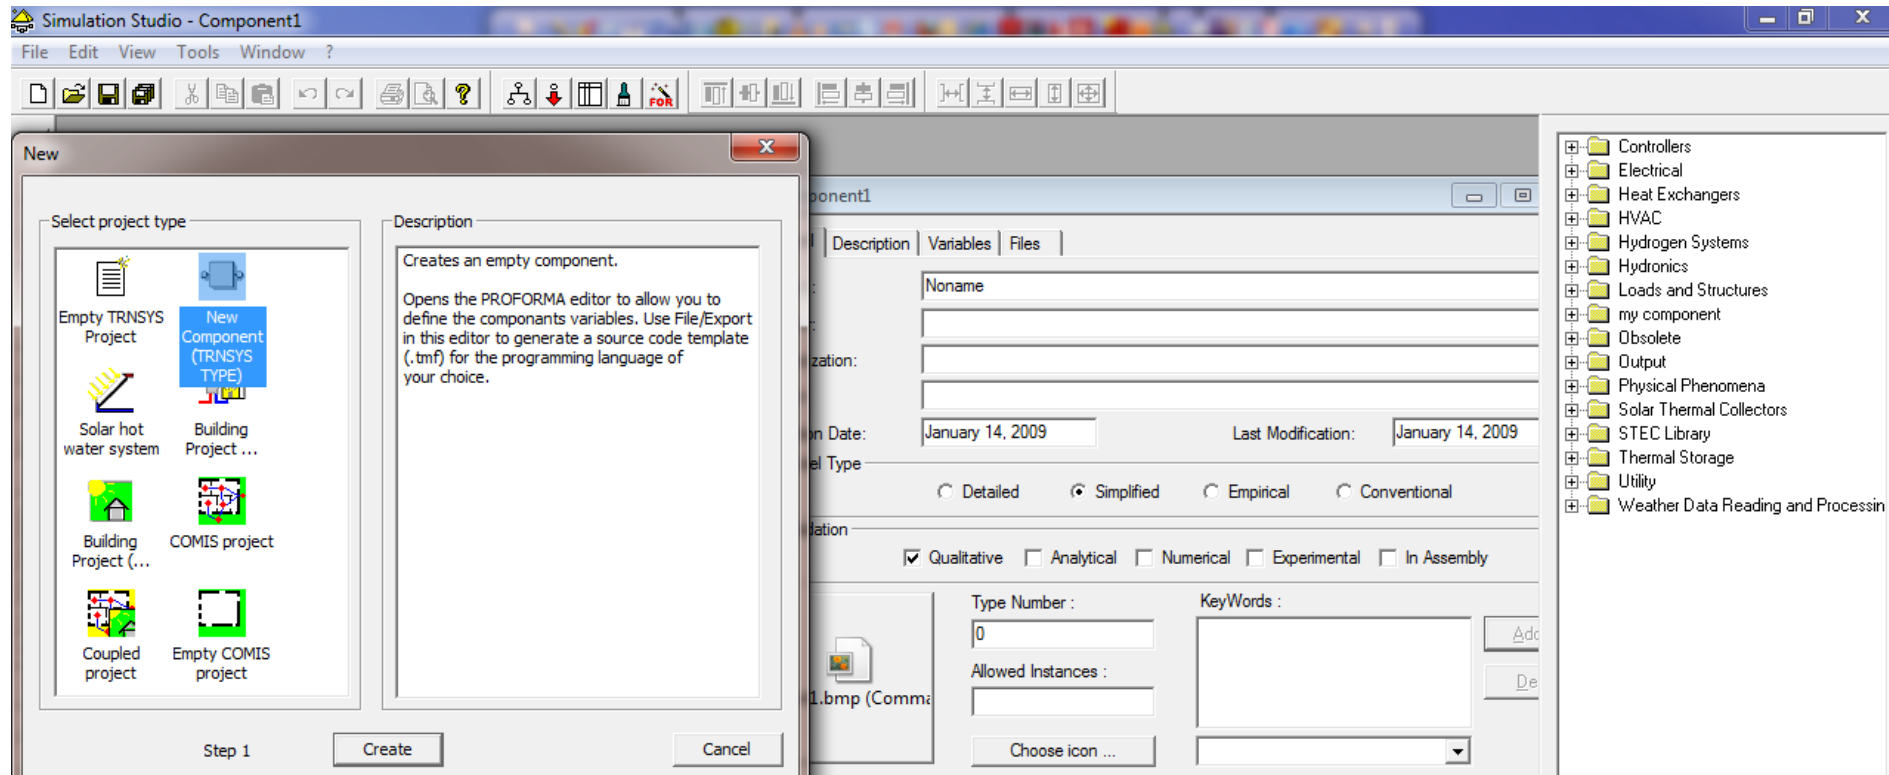 Simulation Studio - Component1
File Edit View Tools Window ?
FOR
New
Select project type
Empty TRNSYS
Project
New
Component
(TRNSYS
TYPE)
Solar hot
water system
Building
Project ...
Building
Project (...
COMIS project
Coupled
project
Empty COMIS
project
Description
Creates an empty component.
Opens the PROFORMA editor to allow you to
define the componants variables. Use File/Export
in this editor to generate a source code template
(.tmf) for the programming language of
your choice.
Step 1
Create
Cancel
ponent1
Description Variables Files
Noname
zation:
on Date:
January 14, 2009
Last Modification:
January 14, 2009
el Type
Detailed Simplified Empirical Conventional
dation
Qualitative Analytical Numerical Experimental In Assembly
1.bmp (Comma
Type Number :
0
Allowed Instances :
Choose icon ...
KeyWords :
Add
De
Controllers
Electrical
Heat Exchangers
HVAC
Hydrogen Systems
Hydronics
Loads and Structures
my component
Obsolete
Output
Physical Phenomena
Solar Thermal Collectors
STEC Library
Thermal Storage
Utility
Weather Data Reading and Processin